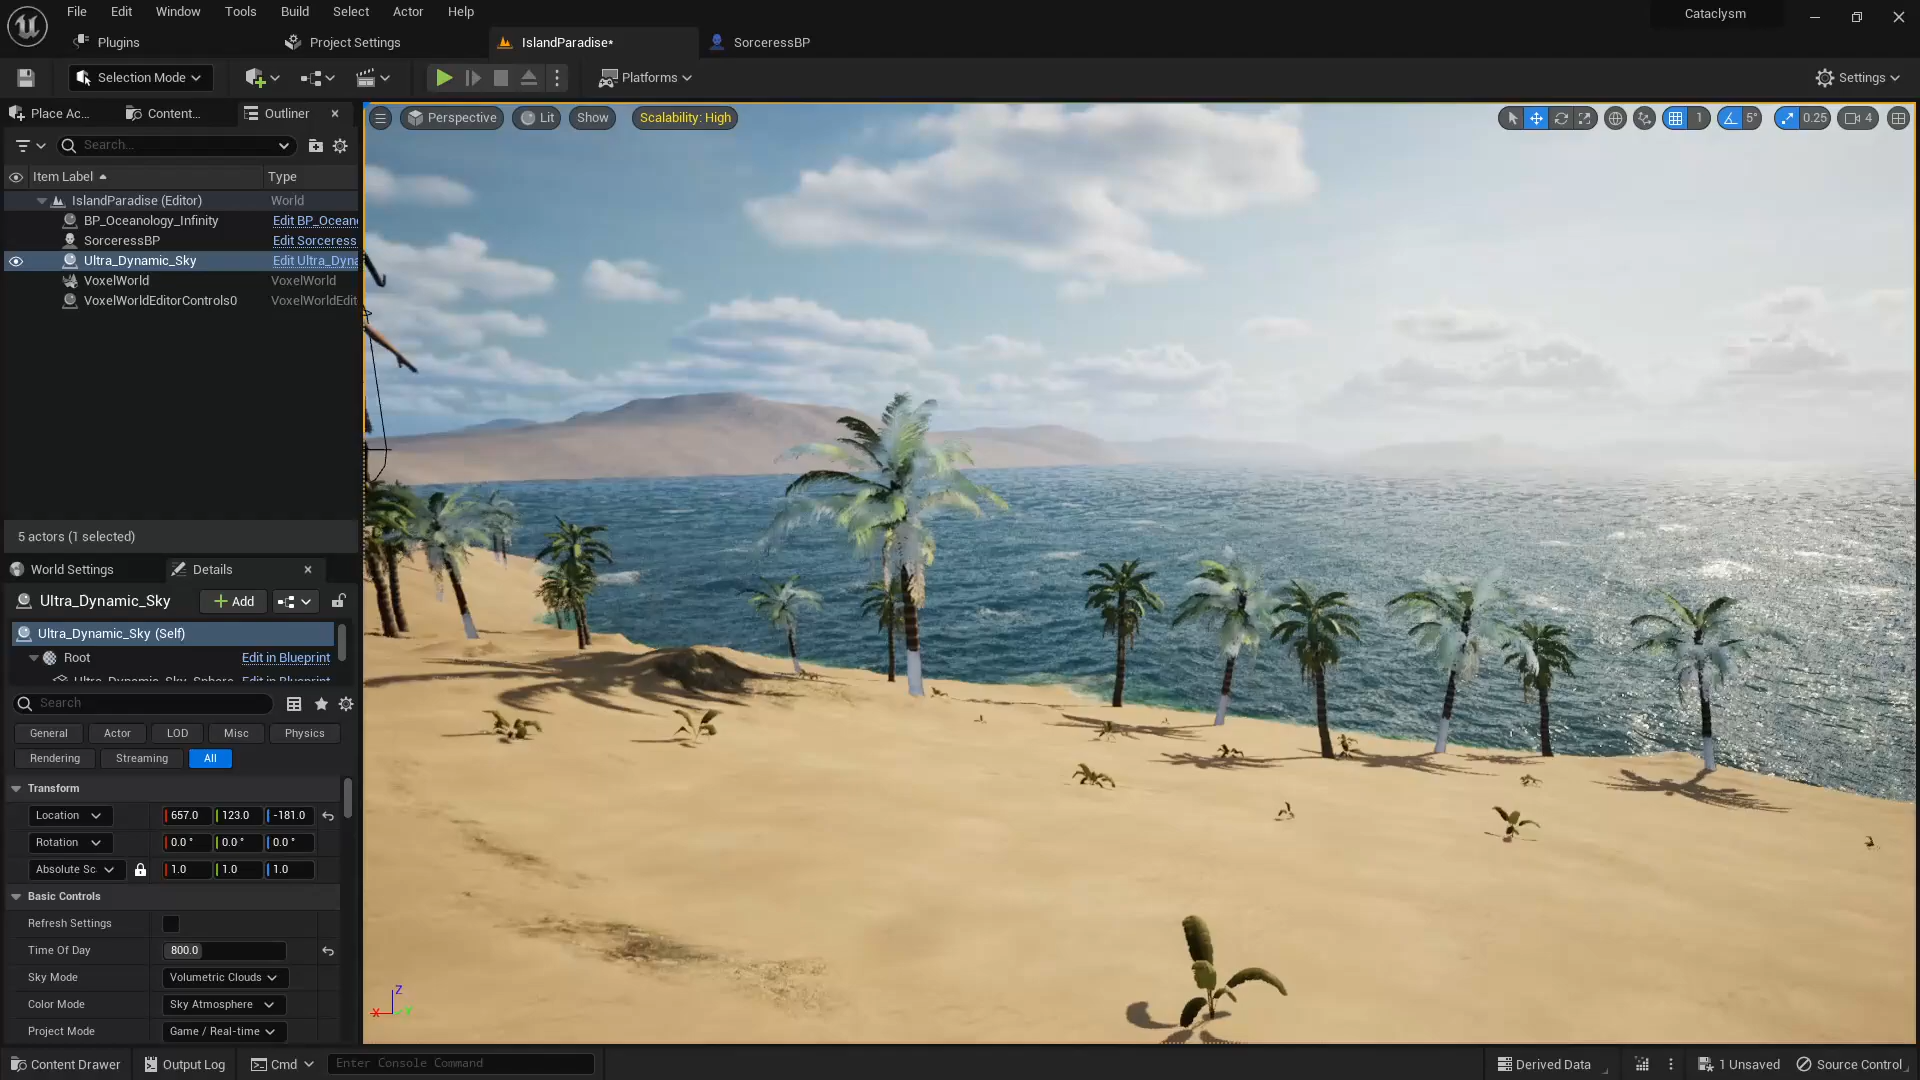 File Edit Window Tools Build Select Actor Help
Cataclysm
Plugins
Project Settings
IslandParadise*
SorceressBP
Selection Mode
Platforms
Settings
Place Ac...
Content...
Outliner
Perspective
Lit
Show
Scalability: High
1
5°
0.25
4
Search...
Item Label
Type
IslandParadise (Editor) World
BP_Oceanology_Infinity Edit BP_Ocean
SorceressBP Edit Sorceress
Ultra_Dynamic_Sky Edit Ultra_Dyna
VoxelWorld VoxelWorld
VoxelWorldEditorControls0 VoxelWorldEdit
5 actors (1 selected)
World Settings
Details
Ultra_Dynamic_Sky
Add
Ultra_Dynamic_Sky (Self)
Root Edit in Blueprint
Ultra_Dynamic_Sky_Sphere Edit in Blueprint
Search
General Actor LOD Misc Physics
Rendering Streaming All
Transform
Location 657.0 123.0 -181.0
Rotation 0.0 ° 0.0 ° 0.0 °
Absolute Sc 1.0 1.0 1.0
Basic Controls
Refresh Settings
Time Of Day 800.0
Sky Mode Volumetric Clouds
Color Mode Sky Atmosphere
Project Mode Game / Real-time
Z
X Y
Content Drawer
Output Log
Cmd
Enter Console Command
Derived Data
1 Unsaved
Source Control